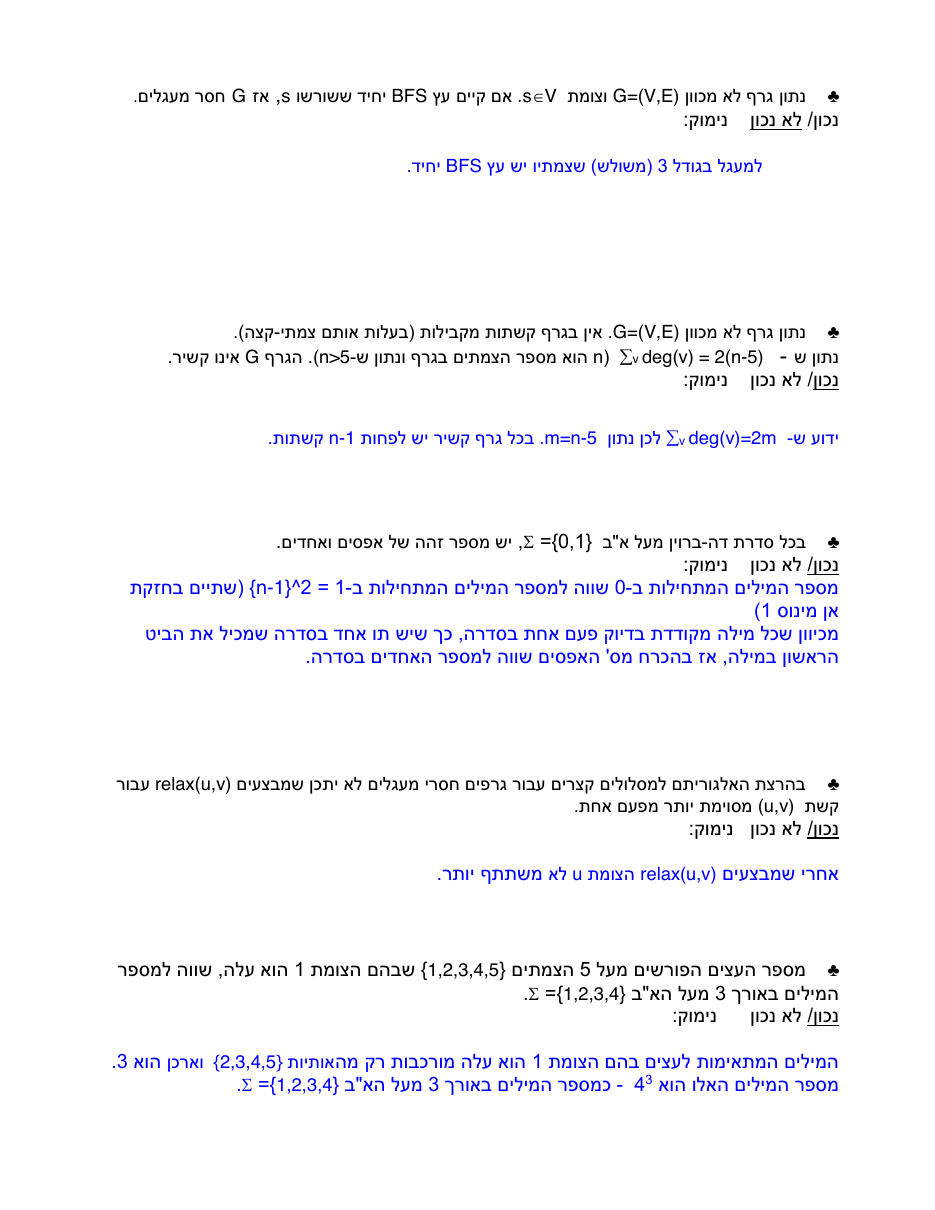 ♣ נתון גרף לא מכוון G=(V,E) וצומת s∈V. אם קיים עץ BFS יחיד ששורשו s, אז G חסר מעגלים.
נכון/ לא נכון נימוק:
למעגל בגודל 3 (משולש) שצמתיו יש עץ BFS יחיד.
♣ נתון גרף לא מכוון G=(V,E). אין בגרף קשתות מקבילות (בעלות אותם צמתי-קצה).
נתון ש - ∑v deg(v) = 2(n-5) (n הוא מספר הצמתים בגרף ונתון ש-n>5). הגרף G אינו קשיר.
נכון/ לא נכון נימוק:
ידוע ש- ∑v deg(v)=2m לכן נתון m=n-5. בכל גרף קשיר יש לפחות n-1 קשתות.
♣ בכל סדרת דה-ברוין מעל א"ב Σ ={0,1}, יש מספר זהה של אפסים ואחדים.
נכון/ לא נכון נימוק:
מספר המילים המתחילות ב-0 שווה למספר המילים המתחילות ב-1 = 2^{n-1} (שתיים בחזקת
אן מינוס 1)
מכיוון שכל מילה מקודדת בדיוק פעם אחת בסדרה, כך שיש תו אחד בסדרה שמכיל את הביט
הראשון במילה, אז בהכרח מס' האפסים שווה למספר האחדים בסדרה.
♣ בהרצת האלגוריתם למסלולים קצרים עבור גרפים חסרי מעגלים לא יתכן שמבצעים relax(u,v) עבור
קשת (u,v) מסוימת יותר מפעם אחת.
נכון/ לא נכון נימוק:
אחרי שמבצעים relax(u,v) הצומת u לא משתתף יותר.
♣ מספר העצים הפורשים מעל 5 הצמתים {1,2,3,4,5} שבהם הצומת 1 הוא עלה, שווה למספר
המילים באורך 3 מעל הא"ב Σ ={1,2,3,4}.
נכון/ לא נכון נימוק:
המילים המתאימות לעצים בהם הצומת 1 הוא עלה מורכבות רק מהאותיות {2,3,4,5} וארכן הוא 3.
מספר המילים האלו הוא 4³ - כמספר המילים באורך 3 מעל הא"ב Σ ={1,2,3,4}.